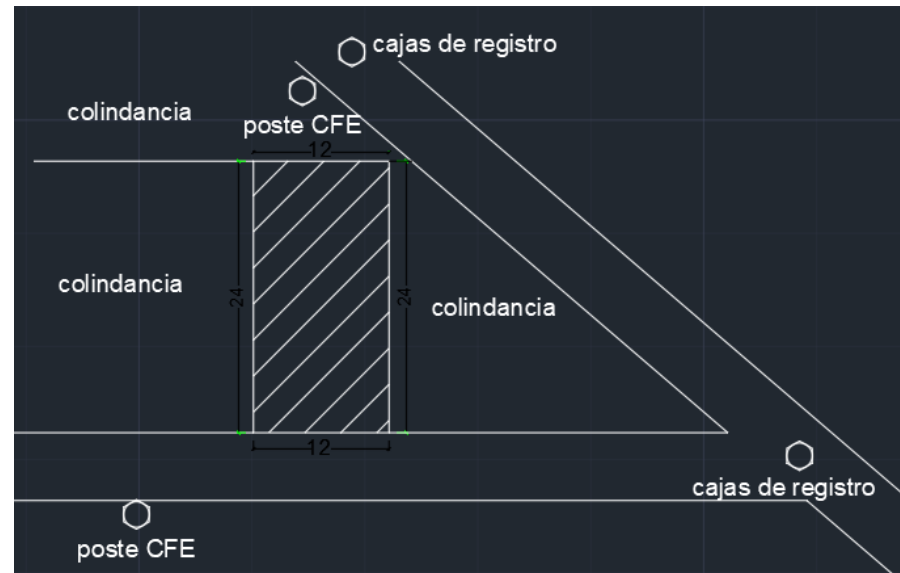 cajas de registro
colindancia
poste CFE
12
colindancia
24
24
colindancia
12
cajas de registro
poste CFE